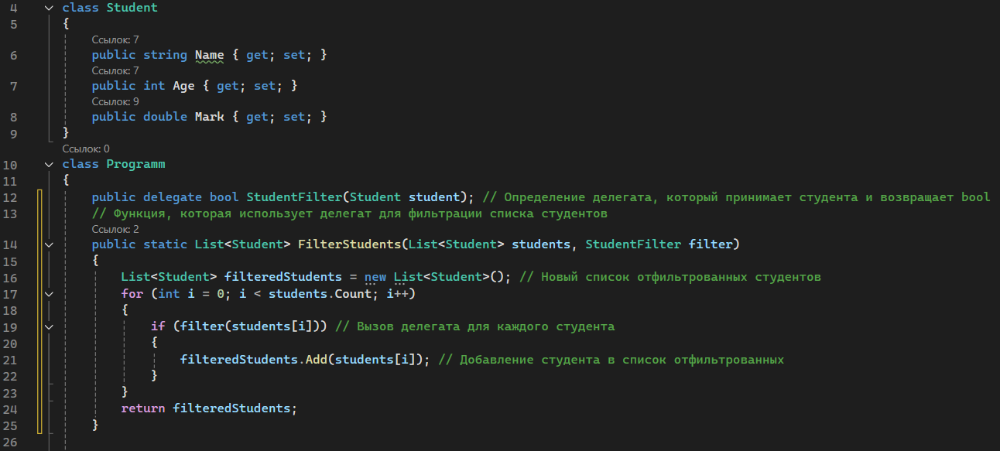 4 class Student
5 {
Ссылок: 7
6 public string Name { get; set; }
Ссылок: 7
7 public int Age { get; set; }
Ссылок: 9
8 public double Mark { get; set; }
9 }
Ссылок: 0
10 class Programm
11 {
12 public delegate bool StudentFilter(Student student); // Определение делегата, который принимает студента и возвращает bool
13 // Функция, которая использует делегат для фильтрации списка студентов
Ссылок: 2
14 public static List<Student> FilterStudents(List<Student> students, StudentFilter filter)
15 {
16 List<Student> filteredStudents = new List<Student>(); // Новый список отфильтрованных студентов
17 for (int i = 0; i < students.Count; i++)
18 {
19 if (filter(students[i])) // Вызов делегата для каждого студента
20 {
21 filteredStudents.Add(students[i]); // Добавление студента в список отфильтрованных
22 }
23 }
24 return filteredStudents;
25 }
26